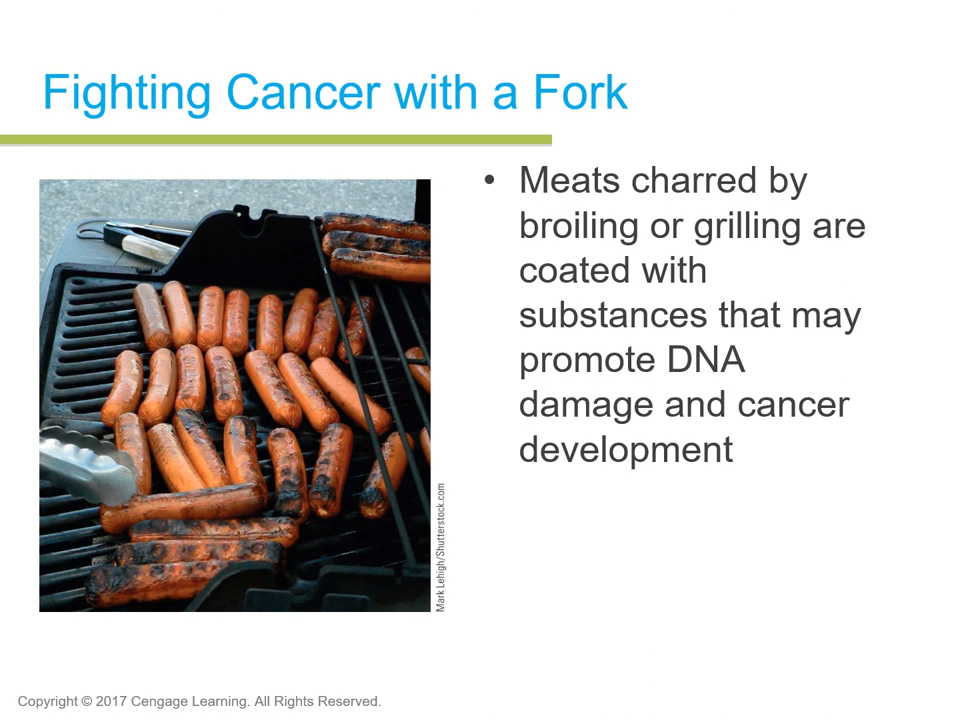 Fighting Cancer with a Fork
• Meats charred by
broiling or grilling are
coated with
substances that may
promote DNA
damage and cancer
development
Mark Lehigh/Shutterstock.com
Copyright © 2017 Cengage Learning. All Rights Reserved.